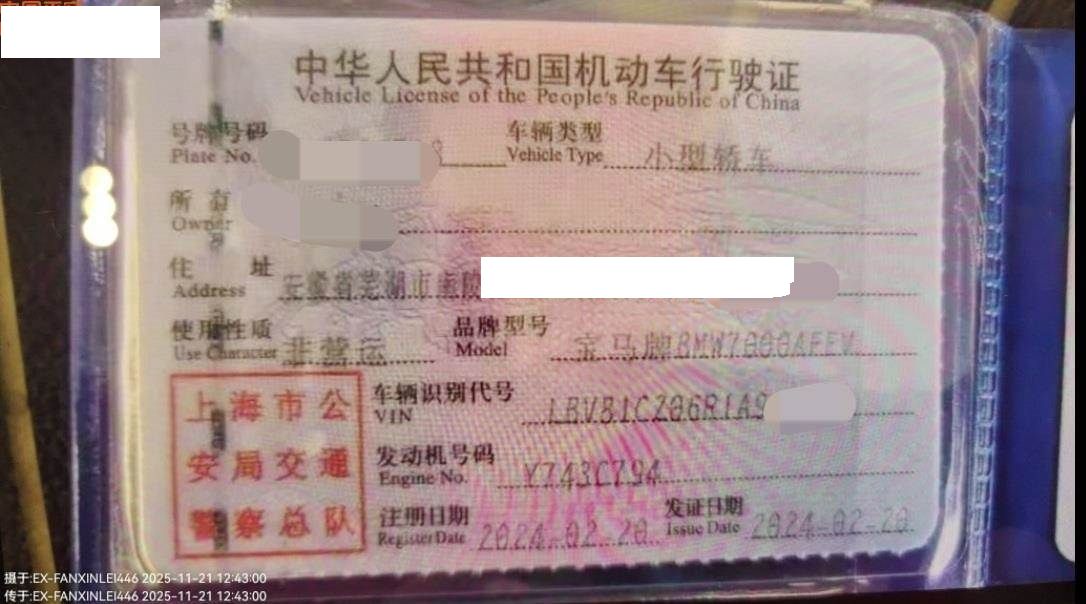 中华人民共和国机动车行驶证
Vehicle License of the People's Republic of China
号牌号码 车辆类型 小型轿车
Plate No. Vehicle Type
所有
Owner
住 址 安徽省芜湖市
Address
使用性质 非营运 品牌型号 宝马牌
Use Character Model
车辆识别代号
VIN
发动机号码 Y743C794
Engine No.
注册日期 2024-02-20 发证日期 2024-02-20
Register Date Issue Date
上海市公
安局交通
警察总队
摄于:EX-FANXINLEI446 2025-11-21 12:43:00
传于:EX-FANXINLEI446 2025-11-21 12:43:00